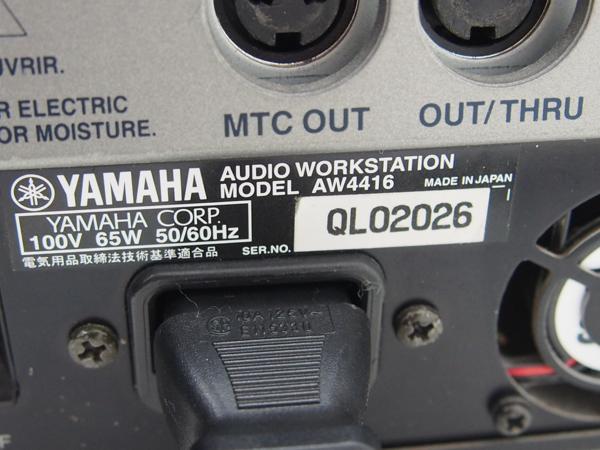 UVRIR.
R ELECTRIC
OR MOISTURE.
MTC OUT
OUT/THRU
YAMAHA
AUDIO WORKSTATION
MODEL AW4416
MADE IN JAPAN
YAMAHA CORP.
100V 65W 50/60Hz
SER.NO.
QL02026
電気用品取締法技術基準適合品